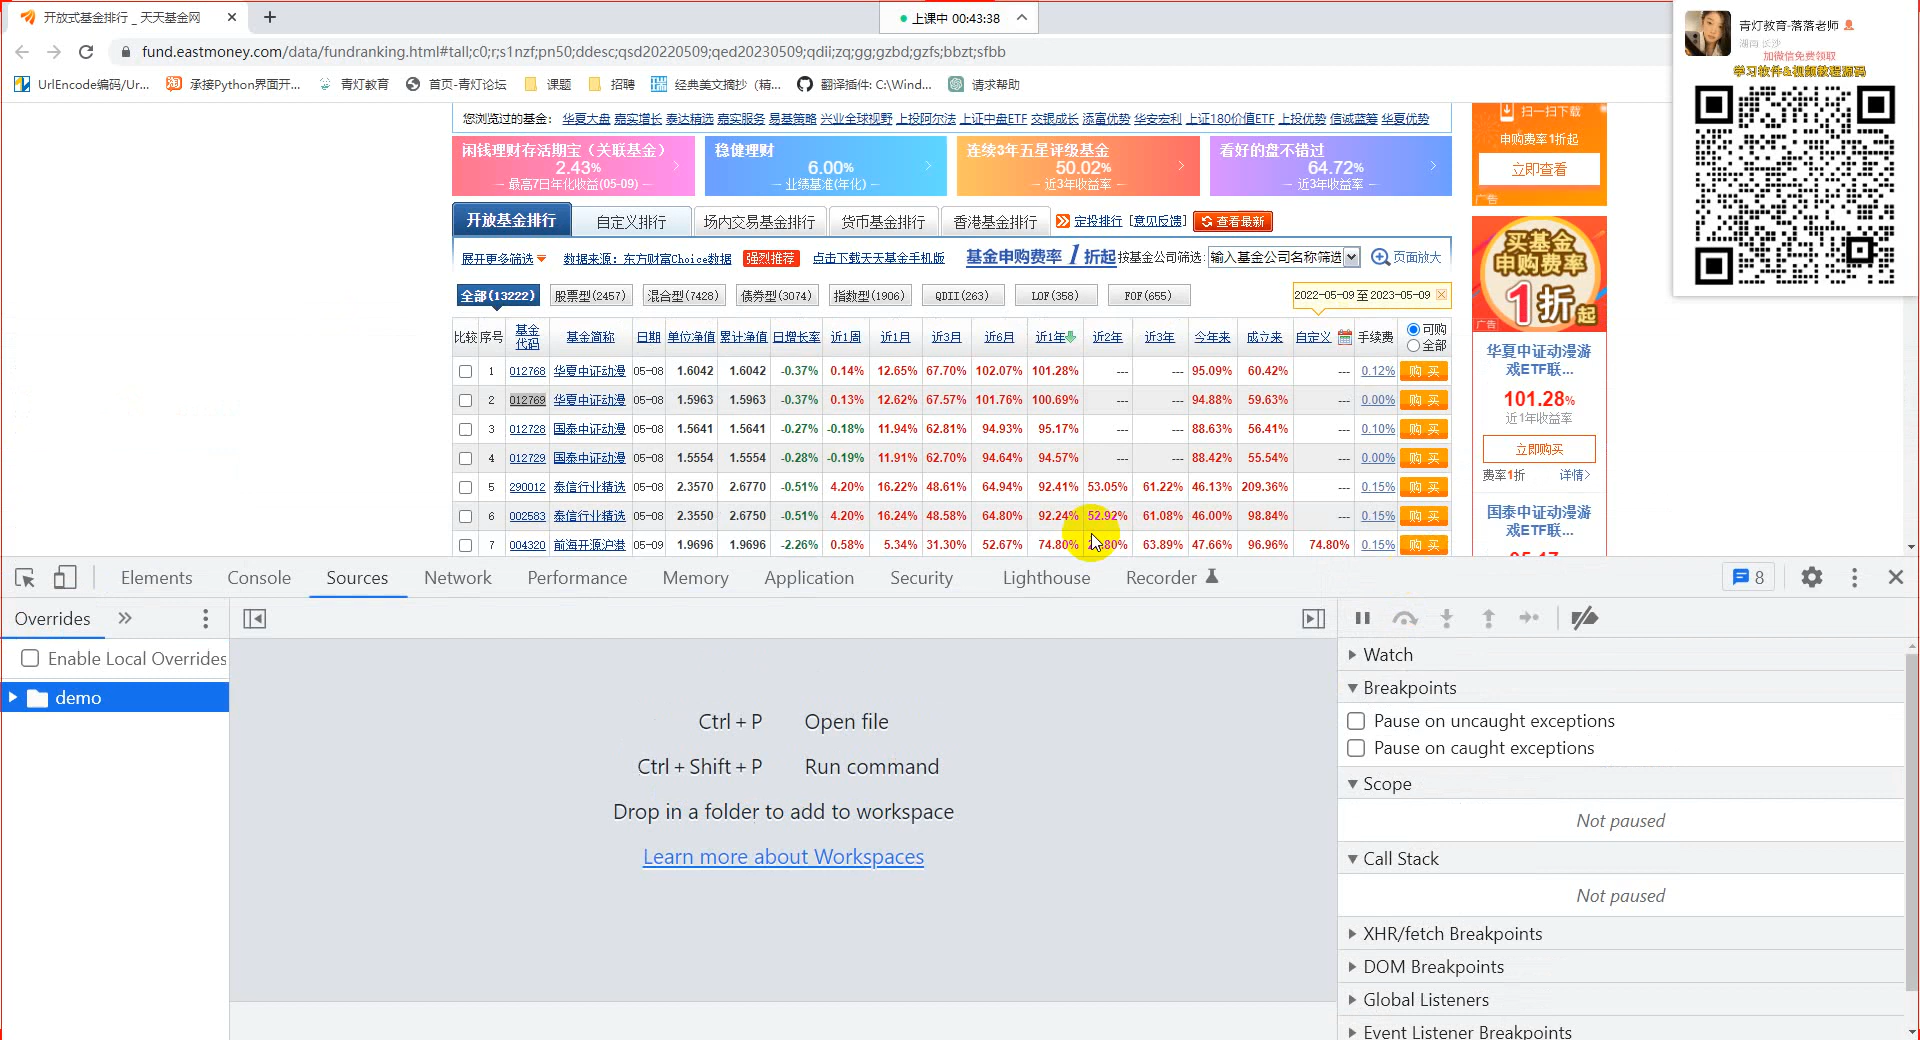 开放式基金排行 _ 天天基金网
上课中 00:43:38
fund.eastmoney.com/data/fundranking.html#tall;c0;r;s1nzf;pn50;ddesc;qsd20220509;qed20230509;qdii;zq;gg;gzbd;gzfs;bbzt;sfbb
UrlEncode编码/Ur... 承接Python界面开... 青灯教育 首页-青灯论坛 课题 招聘 经典美文摘抄（精... 翻译插件: C:\Wind... 请求帮助
青灯教育-落落老师
湖南 长沙
加微信免费领取
学习软件&视频教程源码
您浏览过的基金： 华夏大盘 嘉实增长 泰达精选 嘉实服务 易基策略 兴业全球视野 上投阿尔法 上证中盘ETF 交银成长 添富优势 华安宏利 上证180价值ETF 上投优势 信诚蓝筹 华夏优势
闲钱理财存活期宝（关联基金）
2.43%
最高7日年化收益(05-09)
稳健理财
6.00%
业绩基准(年化)
连续3年五星评级基金
50.02%
近3年收益率
看好的盘不错过
64.72%
近3年收益率
开放基金排行 自定义排行 场内交易基金排行 货币基金排行 香港基金排行 定投排行 [意见反馈] 查看最新
展开更多筛选 数据来源：东方财富Choice数据 强烈推荐 点击下载天天基金手机版 基金申购费率1折起 按基金公司筛选： 输入基金公司名称筛选 页面放大
全部(13222) 股票型(2457) 混合型(7428) 债券型(3074) 指数型(1906) QDII(263) LOF(358) FOF(655) 2022-05-09 至 2023-05-09
比较 序号 基金代码 基金简称 日期 单位净值 累计净值 日增长率 近1周 近1月 近3月 近6月 近1年 近2年 近3年 今年来 成立来 自定义 手续费 可购 全部
1 012768 华夏中证动漫 05-08 1.6042 1.6042 -0.37% 0.14% 12.65% 67.70% 102.07% 101.28% --- --- 95.09% 60.42% --- 0.12% 购 买
2 012769 华夏中证动漫 05-08 1.5963 1.5963 -0.37% 0.13% 12.62% 67.57% 101.76% 100.69% --- --- 94.88% 59.63% --- 0.00% 购 买
3 012728 国泰中证动漫 05-08 1.5641 1.5641 -0.27% -0.18% 11.94% 62.81% 94.93% 95.17% --- --- 88.63% 56.41% --- 0.10% 购 买
4 012729 国泰中证动漫 05-08 1.5554 1.5554 -0.28% -0.19% 11.91% 62.70% 94.64% 94.57% --- --- 88.42% 55.54% --- 0.00% 购 买
5 290012 泰信行业精选 05-08 2.3570 2.6770 -0.51% 4.20% 16.22% 48.61% 64.94% 92.41% 53.05% 61.22% 46.13% 209.36% --- 0.15% 购 买
6 002583 泰信行业精选 05-08 2.3550 2.6750 -0.51% 4.20% 16.24% 48.58% 64.80% 92.24% 52.92% 61.08% 46.00% 98.84% --- 0.15% 购 买
7 004320 前海开源沪港 05-09 1.9696 1.9696 -2.26% 0.58% 5.34% 31.30% 52.67% 74.80% 63.89% 47.66% 96.96% 74.80% 0.15% 购 买
扫一扫下载
申购费率1折起
立即查看
广告
买基金
申购费率
1折起
广告
华夏中证动漫游
戏ETF联...
101.28%
近1年收益率
立即购买
费率1折 详情>
国泰中证动漫游
戏ETF联...
Elements Console Sources Network Performance Memory Application Security Lighthouse Recorder 8
Overrides
Enable Local Overrides
demo
Ctrl + P Open file
Ctrl + Shift + P Run command
Drop in a folder to add to workspace
Learn more about Workspaces
Watch
Breakpoints
Pause on uncaught exceptions
Pause on caught exceptions
Scope
Not paused
Call Stack
Not paused
XHR/fetch Breakpoints
DOM Breakpoints
Global Listeners
Event Listener Breakpoints